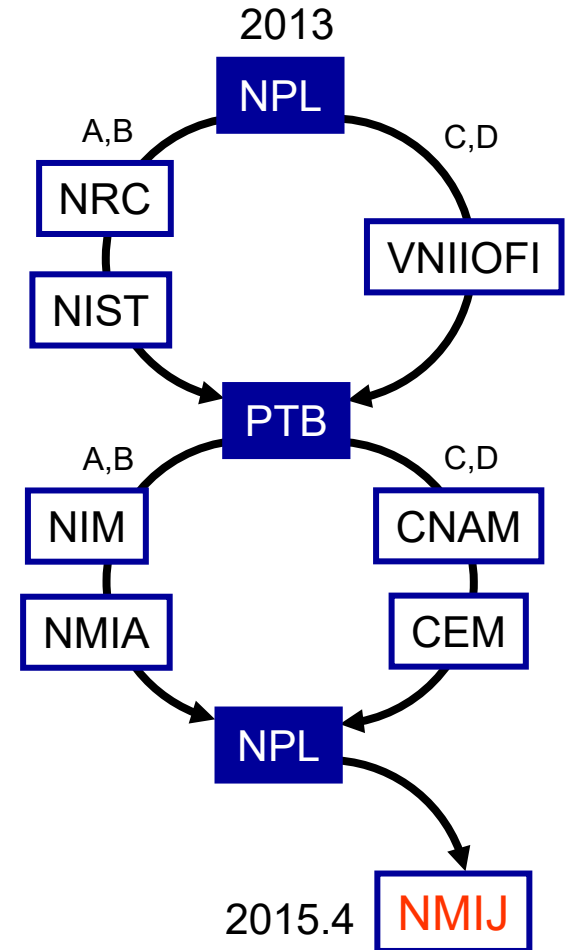 2013
NPL
A,B
C,D
NRC
VNIIOFI
NIST
PTB
A,B
C,D
NIM
CNAM
NMIA
CEM
NPL
2015.4
NMIJ